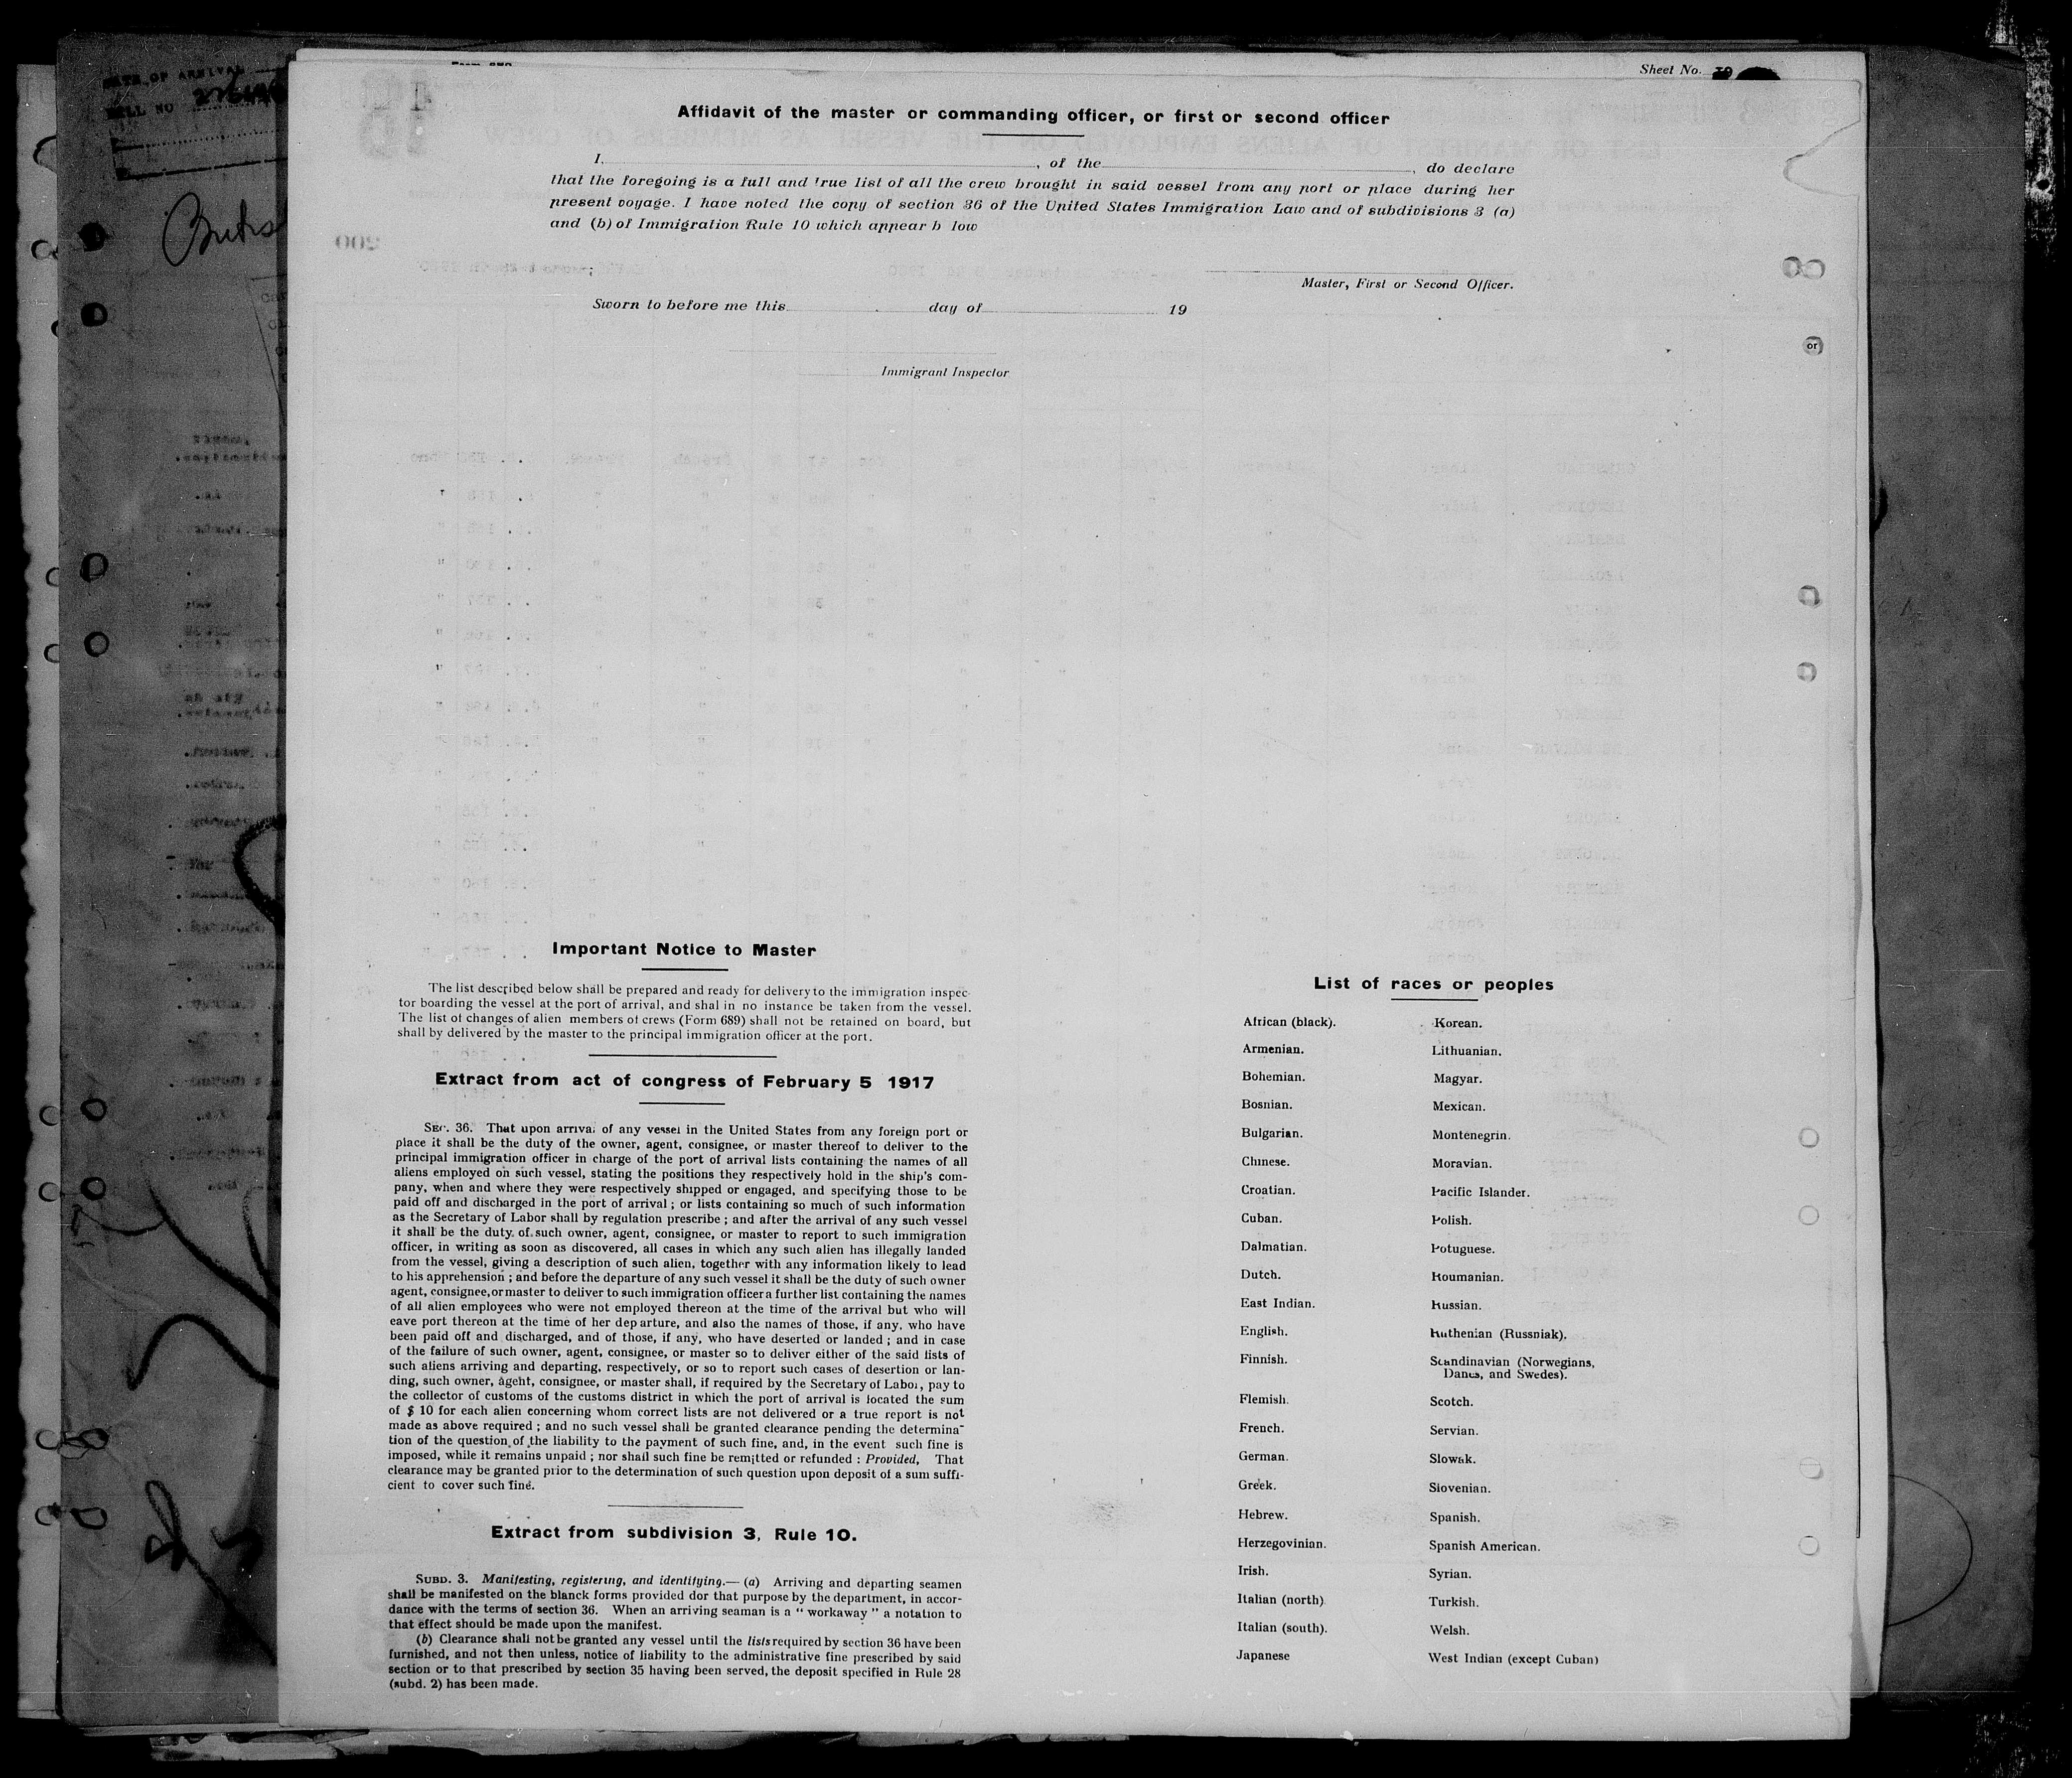 DATE OF ARRIVAL
Sheet No.
Affidavit of the master or commanding officer, or first or second officer
I, , of the , do declare
that the foregoing is a full and true list of all the crew brought in said vessel from any port or place during her
present voyage. I have noted the copy of section 36 of the United States Immigration Law and of subdivisions 3 (a)
and (b) of Immigration Rule 10 which appear b low
Master, First or Second Officer.
Sworn to before me this day of 19
or
Immigrant Inspector
Important Notice to Master
The list described below shall be prepared and ready for delivery to the immigration inspec-
tor boarding the vessel at the port of arrival, and shal in no instance be taken from the vessel.
The list of changes of alien members of crews (Form 689) shall not be retained on board, but
shall by delivered by the master to the principal immigration officer at the port.
Extract from act of congress of February 5 1917
SEC. 36. That upon arrival of any vessel in the United States from any foreign port or
place it shall be the duty of the owner, agent, consignee, or master thereof to deliver to the
principal immigration officer in charge of the port of arrival lists containing the names of all
aliens employed on such vessel, stating the positions they respectively hold in the ship's com-
pany, when and where they were respectively shipped or engaged, and specifying those to be
paid off and discharged in the port of arrival ; or lists containing so much of such information
as the Secretary of Labor shall by regulation prescribe ; and after the arrival of any such vessel
it shall be the duty of such owner, agent, consignee, or master to report to such immigration
officer, in writing as soon as discovered, all cases in which any such alien has illegally landed
from the vessel, giving a description of such alien, together with any information likely to lead
to his apprehension ; and before the departure of any such vessel it shall be the duty of such owner
agent, consignee, or master to deliver to such immigration officer a further list containing the names
of all alien employees who were not employed thereon at the time of the arrival but who will
eave port thereon at the time of her departure, and also the names of those, if any, who have
been paid off and discharged, and of those, if any, who have deserted or landed ; and in case
of the failure of such owner, agent, consignee, or master so to deliver either of the said lists of
such aliens arriving and departing, respectively, or so to report such cases of desertion or lan-
ding, such owner, agent, consignee, or master shall, if required by the Secretary of Labor, pay to
the collector of customs of the customs district in which the port of arrival is located the sum
of $ 10 for each alien concerning whom correct lists are not delivered or a true report is not
made as above required ; and no such vessel shall be granted clearance pending the determina-
tion of the question of the liability to the payment of such fine, and, in the event such fine is
imposed, while it remains unpaid ; nor shall such fine be remitted or refunded : Provided, That
clearance may be granted prior to the determination of such question upon deposit of a sum suffi-
cient to cover such fine.
Extract from subdivision 3, Rule 10.
SUBD. 3. Manifesting, registering, and identifying.— (a) Arriving and departing seamen
shall be manifested on the blanck forms provided dor that purpose by the department, in accor-
dance with the terms of section 36. When an arriving seaman is a " workaway " a notation to
that effect should be made upon the manifest.
(b) Clearance shall not be granted any vessel until the lists required by section 36 have been
furnished, and not then unless, notice of liability to the administrative fine prescribed by said
section or to that prescribed by section 35 having been served, the deposit specified in Rule 28
(subd. 2) has been made.
List of races or peoples
African (black). Korean.
Armenian. Lithuanian.
Bohemian. Magyar.
Bosnian. Mexican.
Bulgarian. Montenegrin.
Chinese. Moravian.
Croatian. Pacific Islander.
Cuban. Polish.
Dalmatian. Potuguese.
Dutch. Roumanian.
East Indian. Russian.
English. Ruthenian (Russniak).
Finnish. Scandinavian (Norwegians,
Danes, and Swedes).
Flemish. Scotch.
French. Servian.
German. Slowak.
Greek. Slovenian.
Hebrew. Spanish.
Herzegovinian. Spanish American.
Irish. Syrian.
Italian (north) Turkish.
Italian (south). Welsh.
Japanese West Indian (except Cuban)